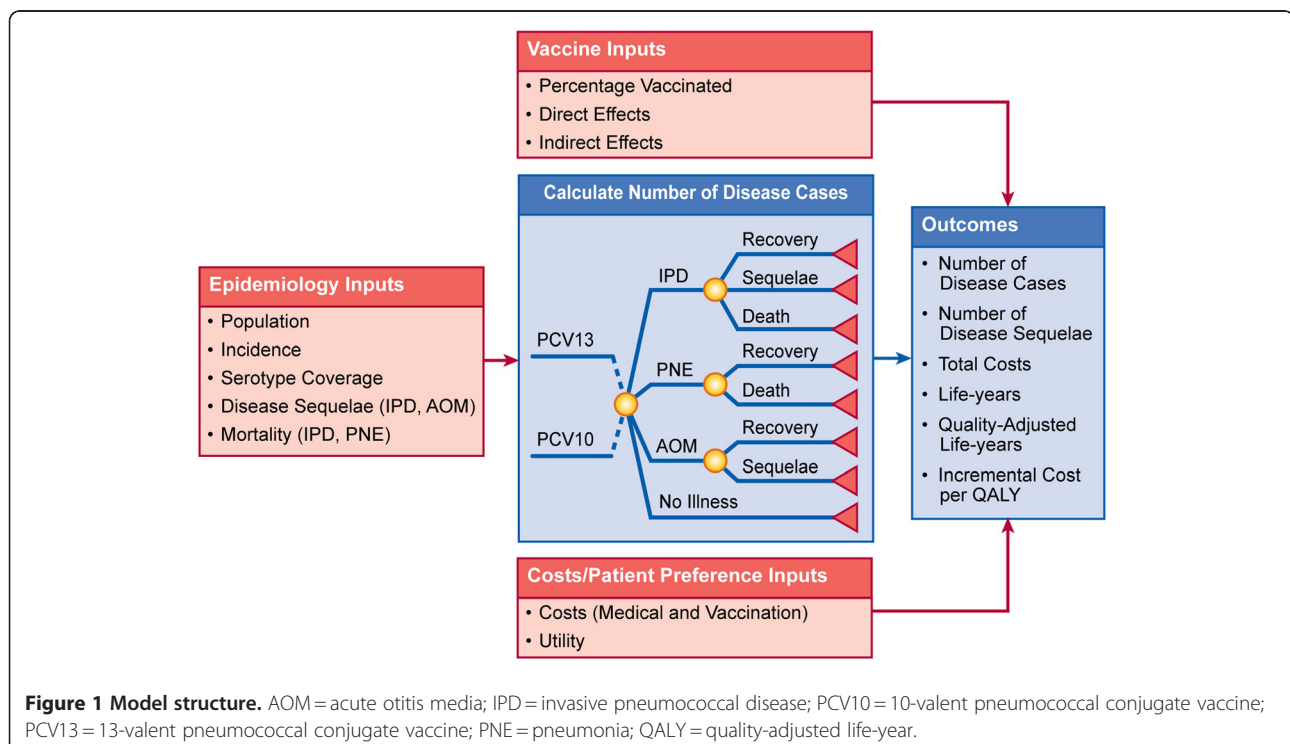 Vaccine Inputs
• Percentage Vaccinated
• Direct Effects
• Indirect Effects
Epidemiology Inputs
• Population
• Incidence
• Serotype Coverage
• Disease Sequelae (IPD, AOM)
• Mortality (IPD, PNE)
Calculate Number of Disease Cases
PCV13
PCV10
IPD
Recovery
Sequelae
Death
PNE
Recovery
Death
AOM
Recovery
Sequelae
No Illness
Outcomes
• Number of
Disease Cases
• Number of
Disease Sequelae
• Total Costs
• Life-years
• Quality-Adjusted
Life-years
• Incremental Cost
per QALY
Costs/Patient Preference Inputs
• Costs (Medical and Vaccination)
• Utility
Figure 1 Model structure. AOM = acute otitis media; IPD = invasive pneumococcal disease; PCV10 = 10-valent pneumococcal conjugate vaccine;
PCV13 = 13-valent pneumococcal conjugate vaccine; PNE = pneumonia; QALY = quality-adjusted life-year.